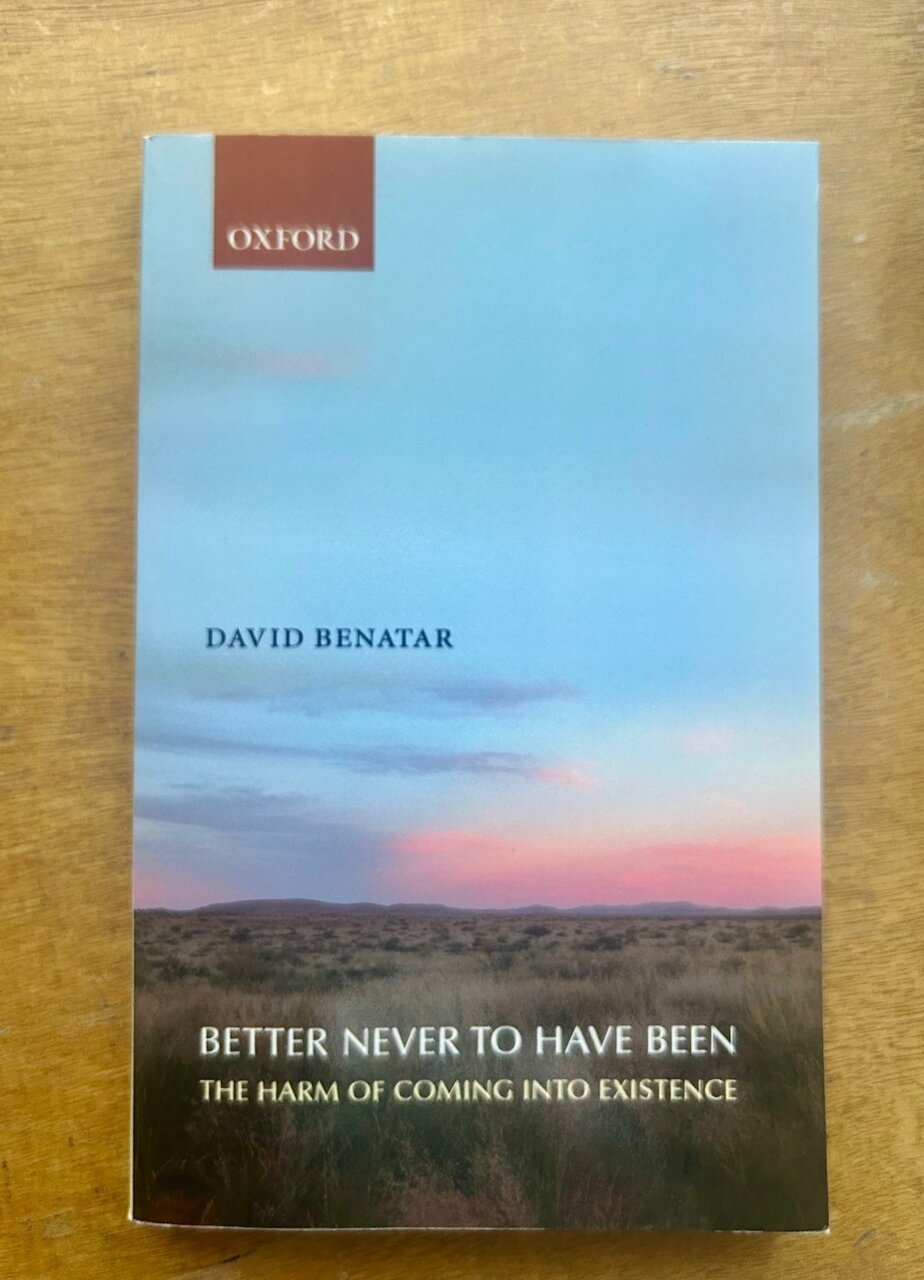 OXFORD
DAVID BENATAR
BETTER NEVER TO HAVE BEEN
THE HARM OF COMING INTO EXISTENCE